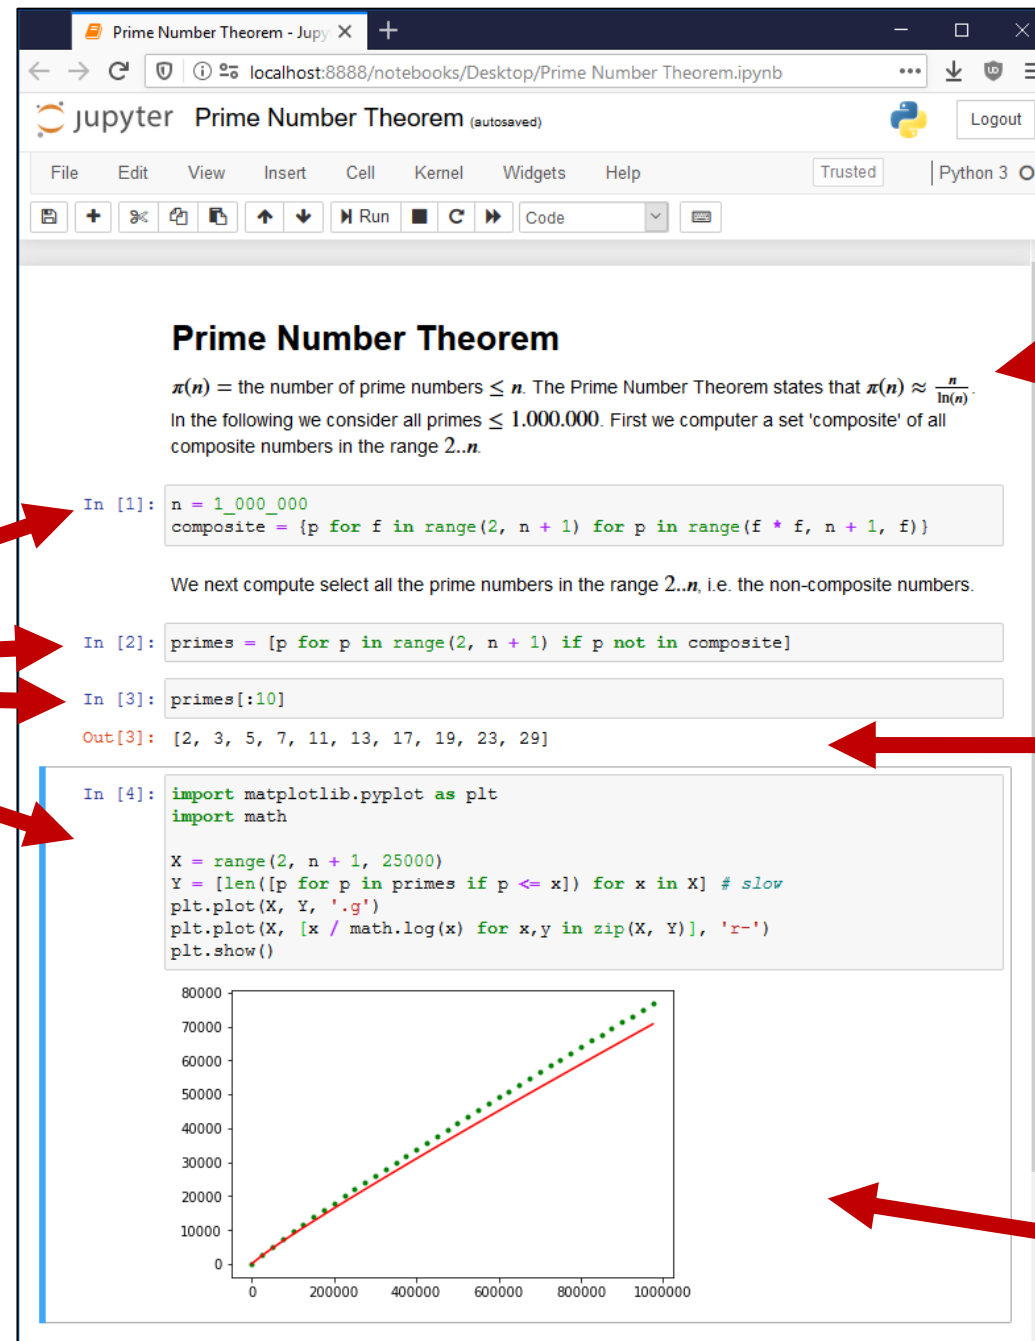 Prime Number Theorem - Jupy
localhost:8888/notebooks/Desktop/Prime Number Theorem.ipynb
jupyter Prime Number Theorem (autosaved)
Logout
File Edit View Insert Cell Kernel Widgets Help Trusted Python 3
Run Code
Prime Number Theorem
π(n) = the number of prime numbers ≤ n. The Prime Number Theorem states that π(n) ≈ n/ln(n).
In the following we consider all primes ≤ 1.000.000. First we computer a set 'composite' of all
composite numbers in the range 2..n.
In [1]: n = 1_000_000
composite = {p for f in range(2, n + 1) for p in range(f * f, n + 1, f)}
We next compute select all the prime numbers in the range 2..n, i.e. the non-composite numbers.
In [2]: primes = [p for p in range(2, n + 1) if p not in composite]
In [3]: primes[:10]
Out[3]: [2, 3, 5, 7, 11, 13, 17, 19, 23, 29]
In [4]: import matplotlib.pyplot as plt
import math
X = range(2, n + 1, 25000)
Y = [len([p for p in primes if p <= x]) for x in X] # slow
plt.plot(X, Y, '.g')
plt.plot(X, [x / math.log(x) for x,y in zip(X, Y)], 'r-')
plt.show()
80000
70000
60000
50000
40000
30000
20000
10000
0
0 200000 400000 600000 800000 1000000